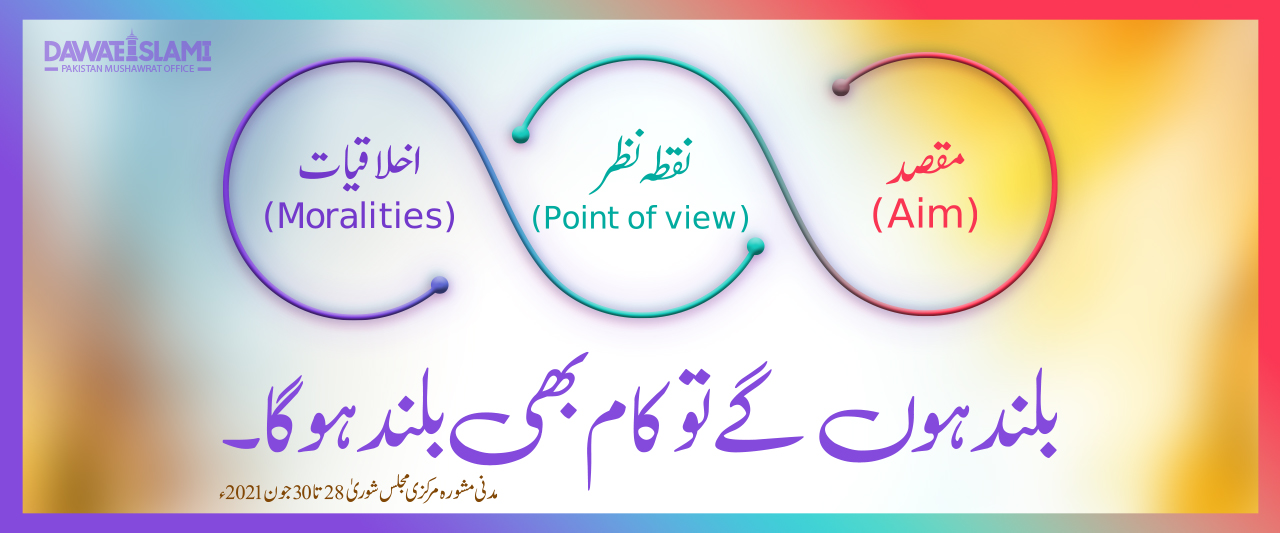 DAWATEISLAMI
PAKISTAN MUSHAWRAT OFFICE
مقصد
(Aim)
نقطہ نظر
(Point of view)
اخلاقیات
(Moralities)
بلند ہوں گے تو کام بھی بلند ہوگا۔
مدنی مشورہ مرکزی مجلس شوریٰ 28 تا 30 جون 2021ء